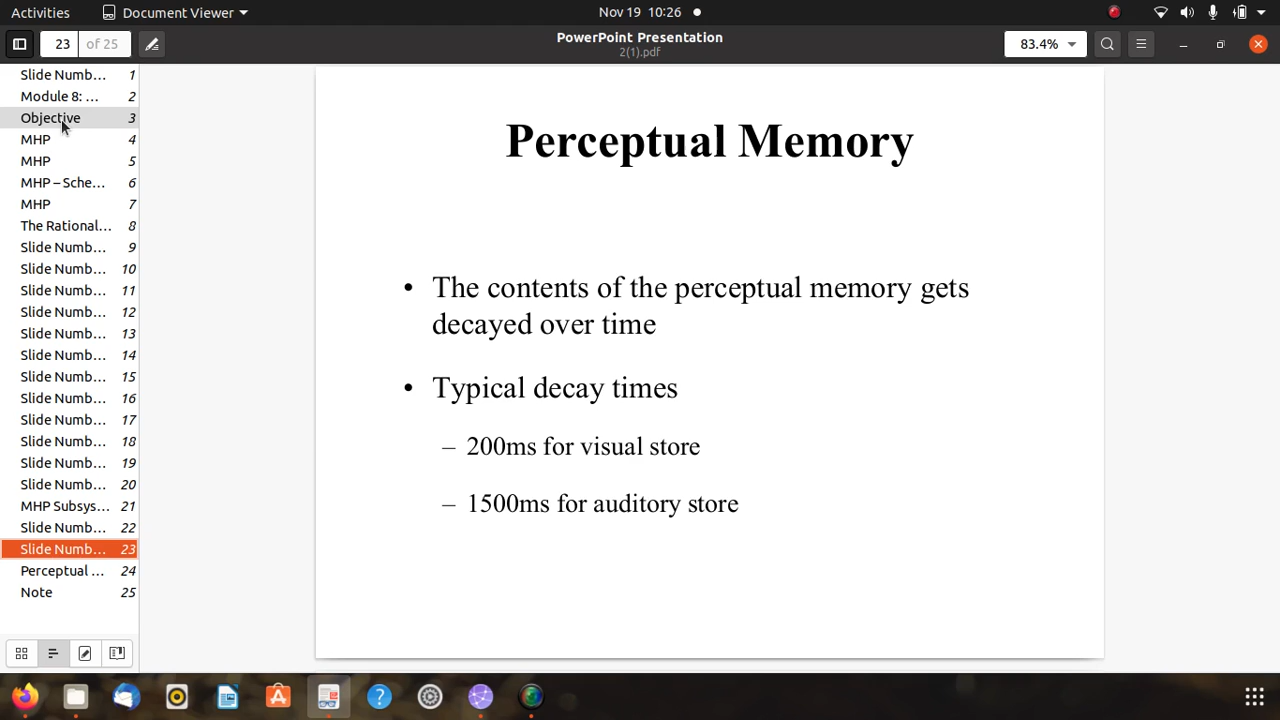 Activities
Document Viewer
Nov 19 10:26
23 of 25
PowerPoint Presentation
2(1).pdf
83.4%
Slide Numb… 1
Module 8: … 2
Objective 3
MHP 4
MHP 5
MHP – Sche… 6
MHP 7
The Rational… 8
Slide Numb… 9
Slide Numb… 10
Slide Numb… 11
Slide Numb… 12
Slide Numb… 13
Slide Numb… 14
Slide Numb… 15
Slide Numb… 16
Slide Numb… 17
Slide Numb… 18
Slide Numb… 19
Slide Numb… 20
MHP Subsys… 21
Slide Numb… 22
Slide Numb… 23
Perceptual … 24
Note 25
Perceptual Memory
• The contents of the perceptual memory gets
decayed over time
• Typical decay times
– 200ms for visual store
– 1500ms for auditory store